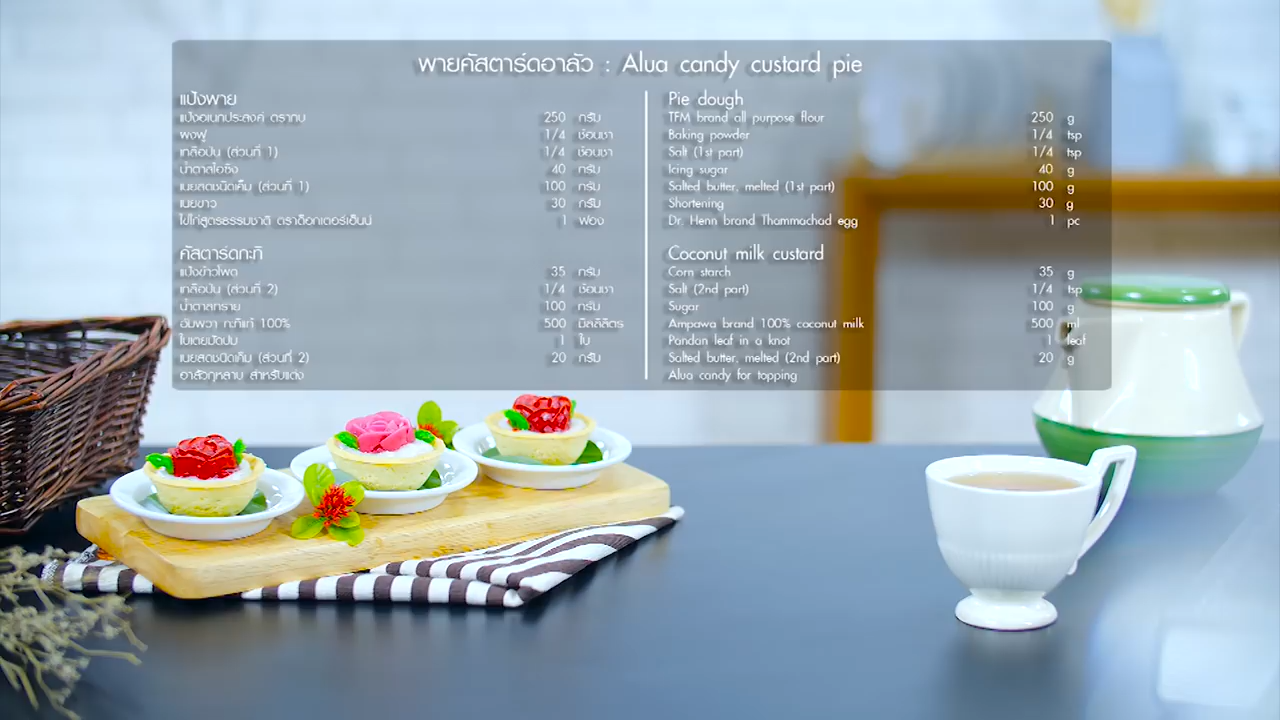 พายคัสตาร์ดอาลัว : Alua candy custard pie
แป้งพาย
แป้งอเนกประสงค์ ตรากบ 250 กรัม
ผงฟู 1/4 ช้อนชา
เกลือป่น (ส่วนที่ 1) 1/4 ช้อนชา
น้ำตาลไอซิ่ง 40 กรัม
เนยสดชนิดเค็ม (ส่วนที่ 1) 100 กรัม
เนยขาว 30 กรัม
ไข่ไก่สูตรธรรมชาติ ตราด็อกเตอร์เฮ็นน์ 1 ฟอง
คัสตาร์ดกะทิ
แป้งข้าวโพด 35 กรัม
เกลือป่น (ส่วนที่ 2) 1/4 ช้อนชา
น้ำตาลทราย 100 กรัม
อัมพวา กะทิแท้ 100% 500 มิลลิลิตร
ใบเตยมัดปม 1 ใบ
เนยสดชนิดเค็ม (ส่วนที่ 2) 20 กรัม
อาลัวกุหลาบ สำหรับแต่ง
Pie dough
TFM brand all purpose flour 250 g
Baking powder 1/4 tsp
Salt (1st part) 1/4 tsp
Icing sugar 40 g
Salted butter, melted (1st part) 100 g
Shortening 30 g
Dr. Henn brand Thammachad egg 1 pc
Coconut milk custard
Corn starch 35 g
Salt (2nd part) 1/4 tsp
Sugar 100 g
Ampawa brand 100% coconut milk 500 ml
Pandan leaf in a knot 1 leaf
Salted butter, melted (2nd part) 20 g
Alua candy for topping